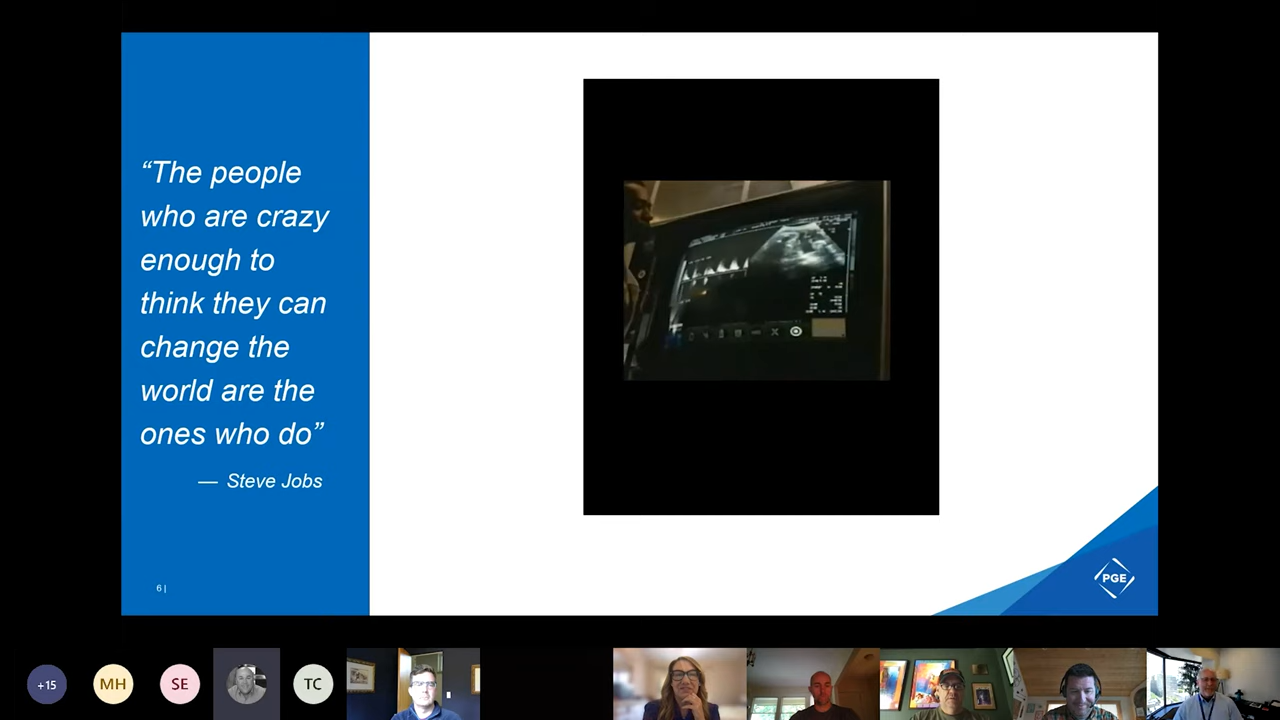 “The people
who are crazy
enough to
think they can
change the
world are the
ones who do”
— Steve Jobs
6 |
PGE
+15
MH
SE
TC